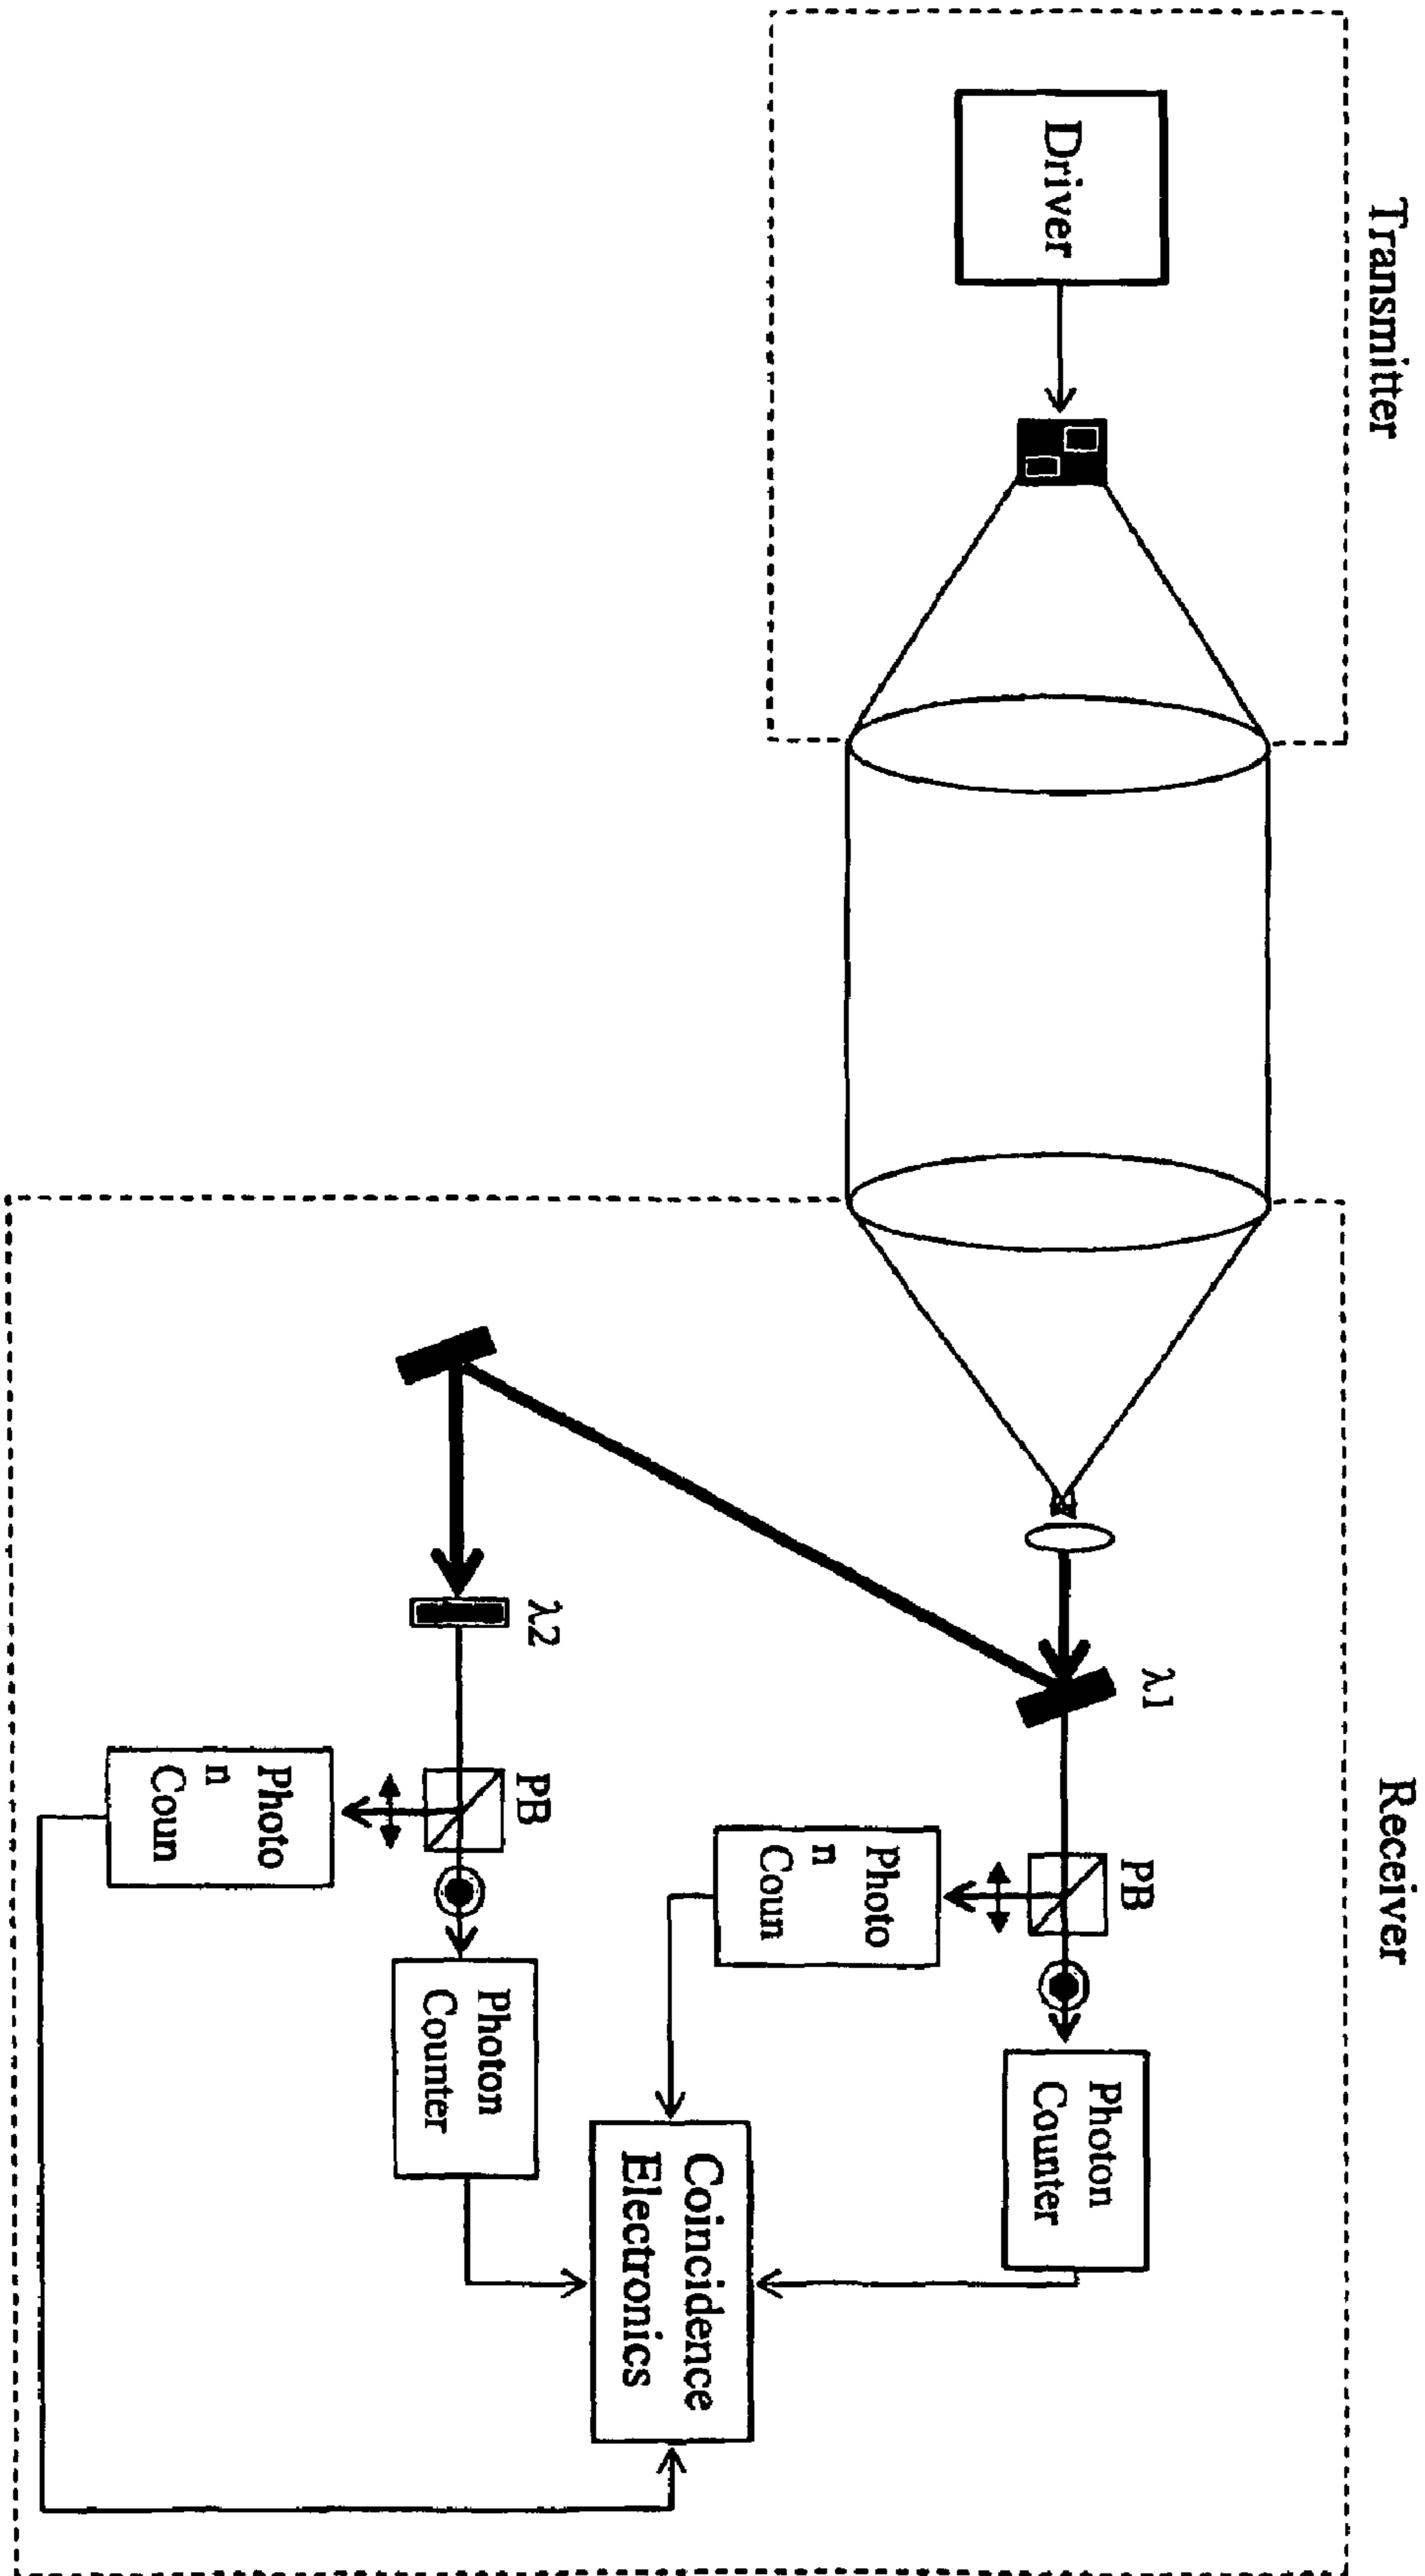 Transmitter
Driver
Receiver
λ1
PB
Photon
Counter
Photo
n
Coun
λ2
PB
Photon
Counter
Photo
n
Coun
Coincidence
Electronics